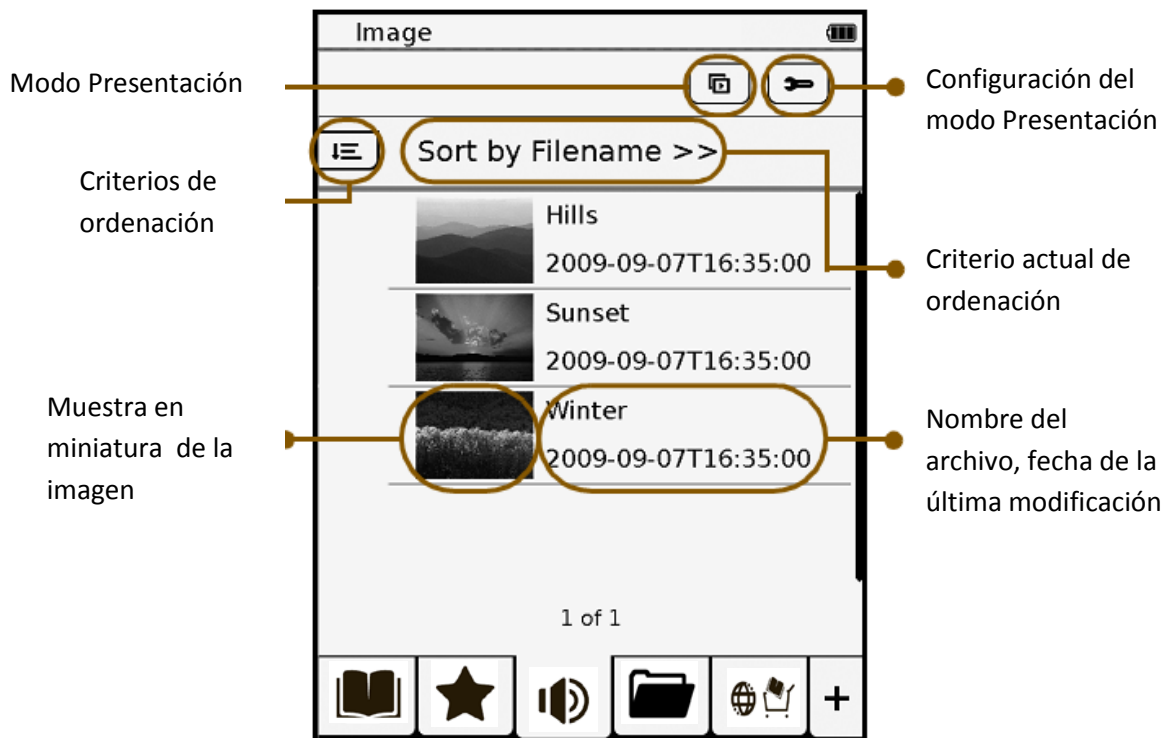 Image
Modo Presentación
Configuración del
modo Presentación
Sort by Filename >>
Criterios de
ordenación
Hills
2009-09-07T16:35:00
Criterio actual de
ordenación
Sunset
2009-09-07T16:35:00
Muestra en
miniatura de la
imagen
Winter
2009-09-07T16:35:00
Nombre del
archivo, fecha de la
última modificación
1 of 1
+